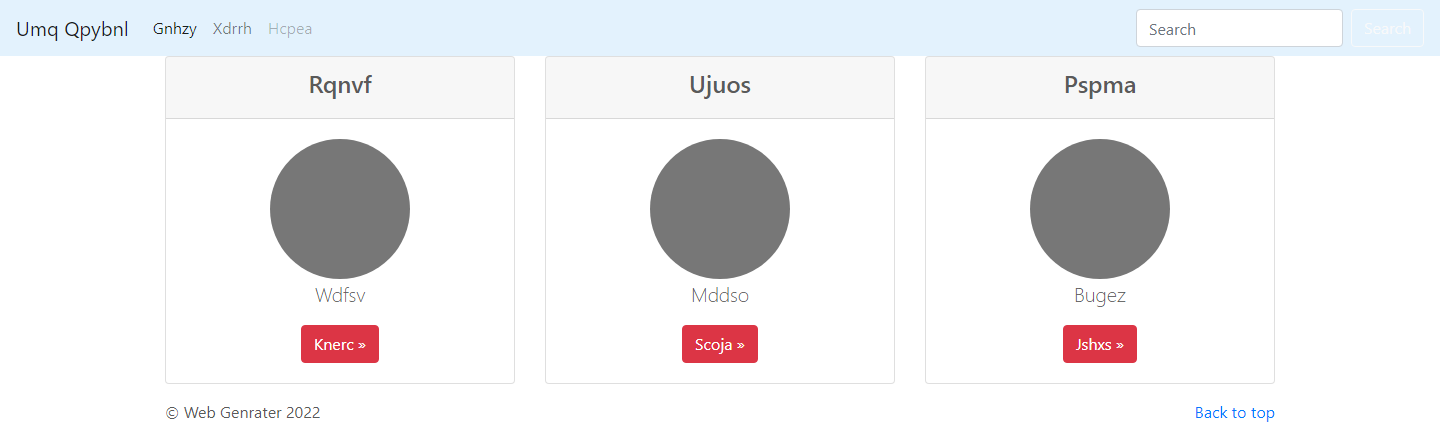 Umq Qpybnl Gnhzy Xdrrh Hcpea Search Search
Rqnvf Ujuos Pspma
Wdfsv Mddso Bugez
Knerc » Scoja » Jshxs »
© Web Genrater 2022 Back to top